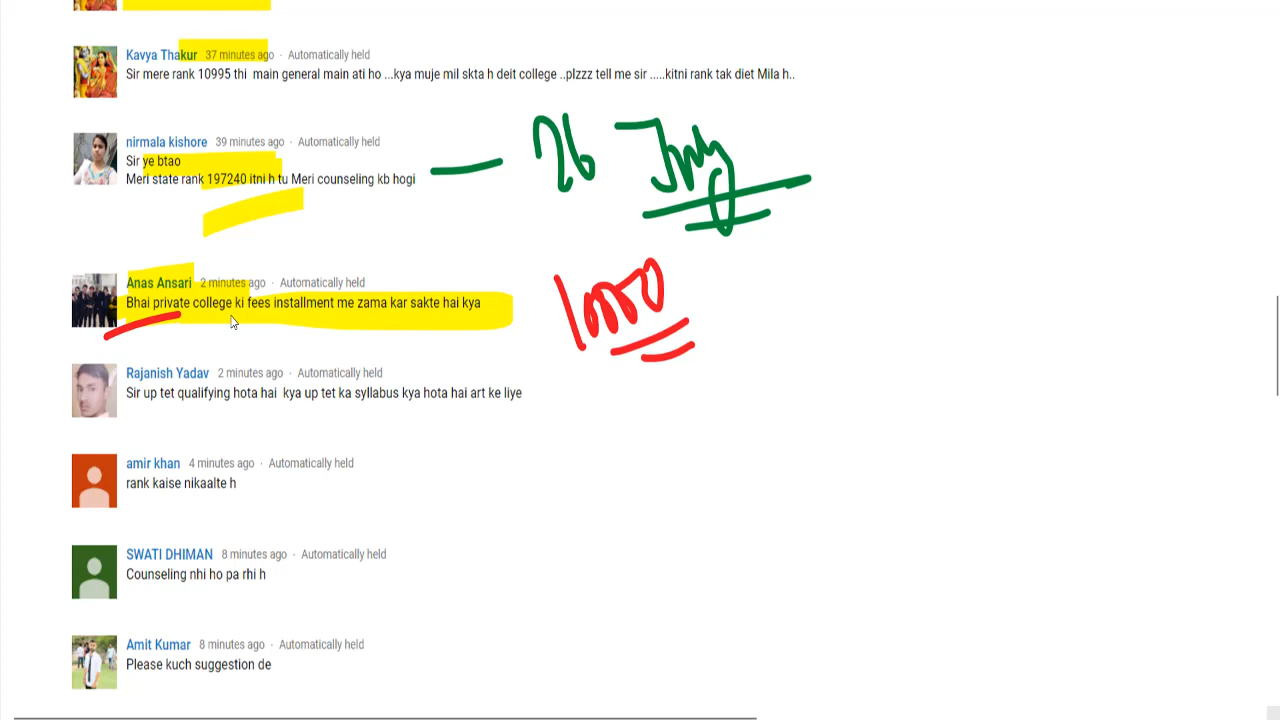 Kavya Thakur 37 minutes ago · Automatically held
Sir mere rank 10995 thi main general main ati ho ...kya muje mil skta h deit college ..plzzz tell me sir .....kitni rank tak diet Mila h..
nirmala kishore 39 minutes ago · Automatically held
Sir ye btao
Meri state rank 197240 itni h tu Meri counseling kb hogi
26 July
Anas Ansari 2 minutes ago · Automatically held
Bhai private college ki fees installment me zama kar sakte hai kya
10000
Rajanish Yadav 2 minutes ago · Automatically held
Sir up tet qualifying hota hai kya up tet ka syllabus kya hota hai art ke liye
amir khan 4 minutes ago · Automatically held
rank kaise nikaalte h
SWATI DHIMAN 8 minutes ago · Automatically held
Counseling nhi ho pa rhi h
Amit Kumar 8 minutes ago · Automatically held
Please kuch suggestion de